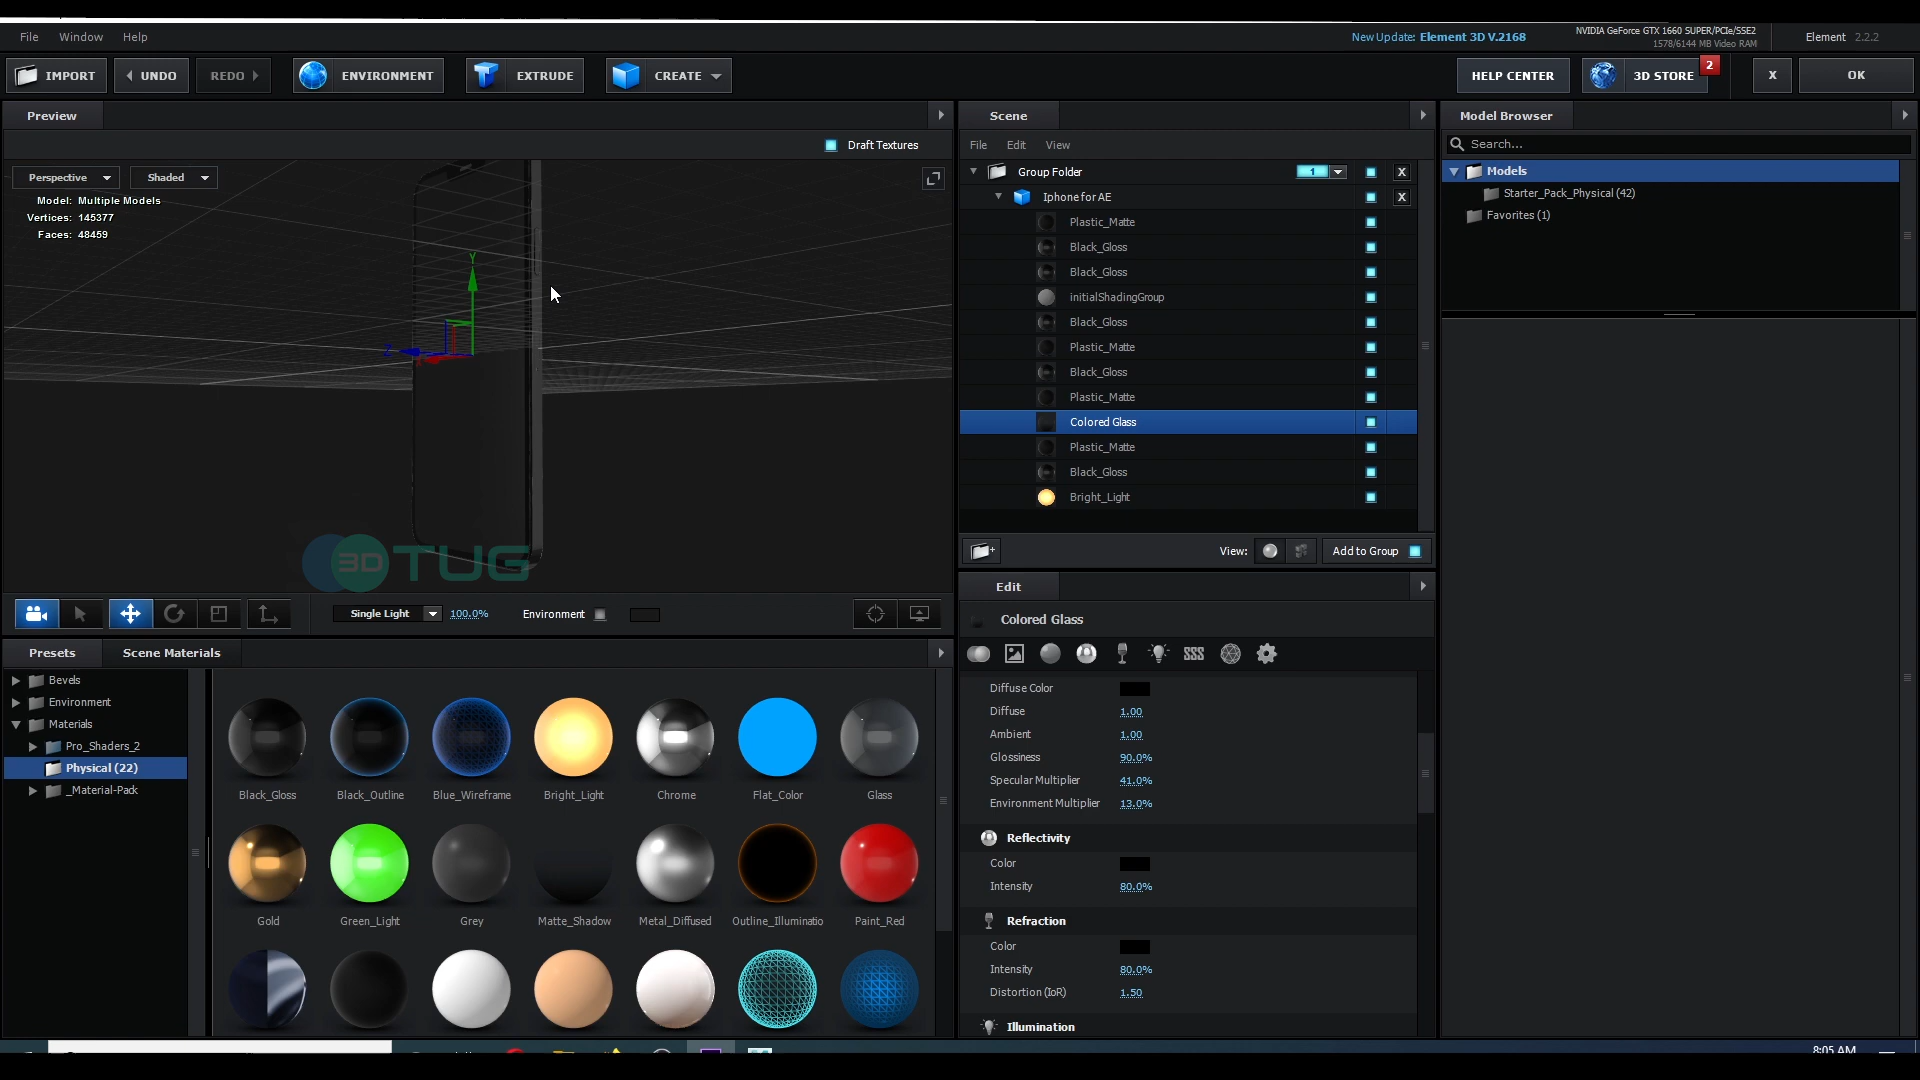 File Window Help
New Update: Element 3D V.2168
NVIDIA GeForce GTX 1660 SUPER/PCIe/SSE2
1578/6144 MB Video RAM
Element 2.2.2
IMPORT
UNDO
REDO
ENVIRONMENT
EXTRUDE
CREATE
HELP CENTER
3D STORE
2
X
OK
Preview
Draft Textures
Perspective
Shaded
Model: Multiple Models
Vertices: 145377
Faces: 48459
Y
Z
3DTUG
Single Light
100.0%
Environment
Scene
File Edit View
Group Folder
1
X
Iphone for AE
X
Plastic_Matte
Black_Gloss
Black_Gloss
initialShadingGroup
Black_Gloss
Plastic_Matte
Black_Gloss
Plastic_Matte
Colored Glass
Plastic_Matte
Black_Gloss
Bright_Light
View:
Add to Group
Model Browser
Search...
Models
Starter_Pack_Physical (42)
Favorites (1)
Presets
Scene Materials
Bevels
Environment
Materials
Pro_Shaders_2
Physical (22)
_Material-Pack
Black_Gloss
Black_Outline
Blue_Wireframe
Bright_Light
Chrome
Flat_Color
Glass
Gold
Green_Light
Grey
Matte_Shadow
Metal_Diffused
Outline_Illuminatio
Paint_Red
Edit
Colored Glass
Diffuse Color
Diffuse 1.00
Ambient 1.00
Glossiness 90.0%
Specular Multiplier 41.0%
Environment Multiplier 13.0%
Reflectivity
Color
Intensity 80.0%
Refraction
Color
Intensity 80.0%
Distortion (IoR) 1.50
Illumination
8:05 AM